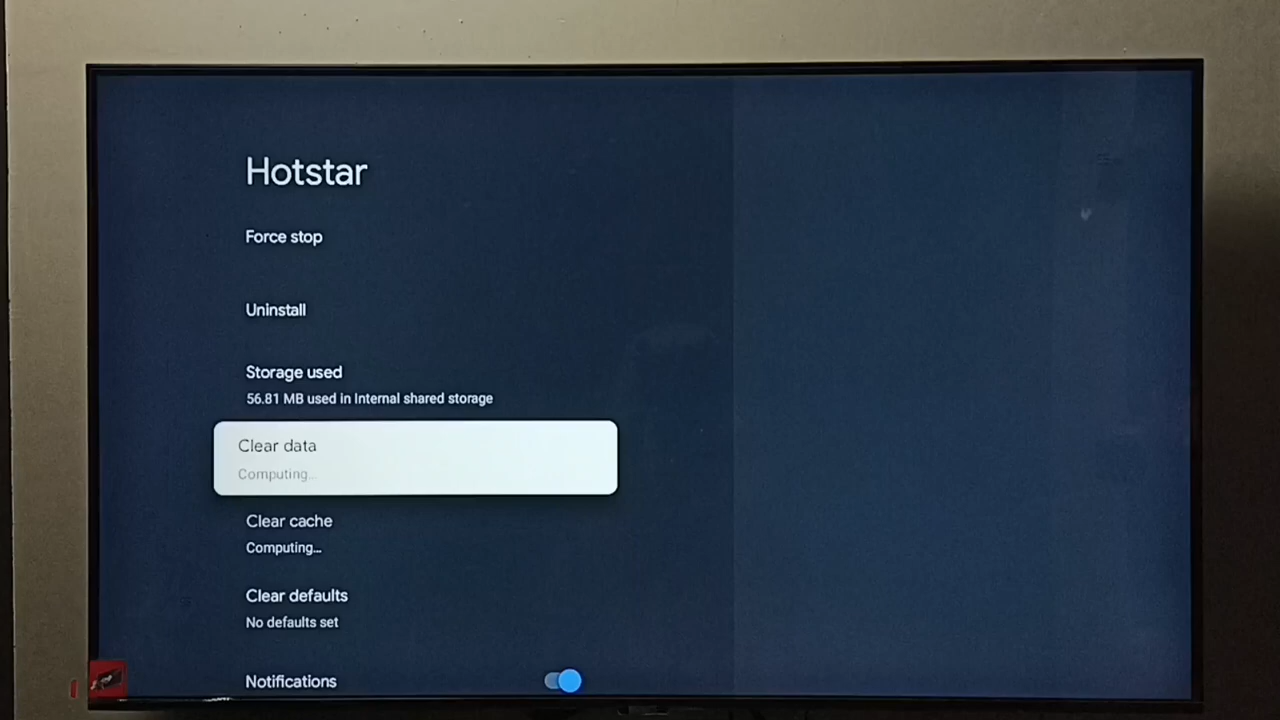 Hotstar
Force stop
Uninstall
Storage used
56.81 MB used in Internal shared storage
Clear data
Computing...
Clear cache
Computing...
Clear defaults
No defaults set
Notifications